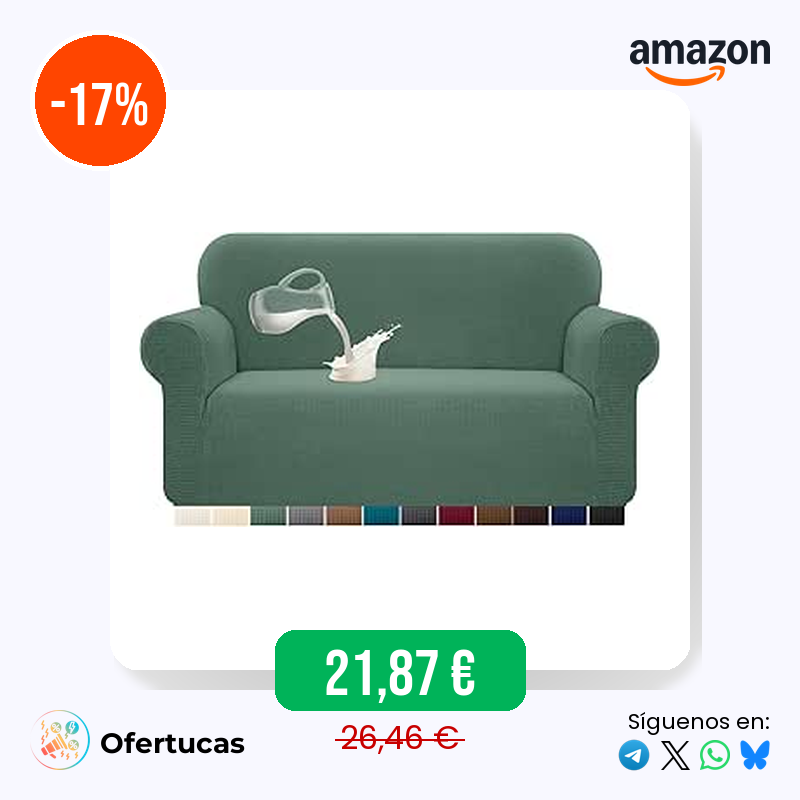 -17%
amazon
21,87 €
26,46 €
Ofertucas
Síguenos en: